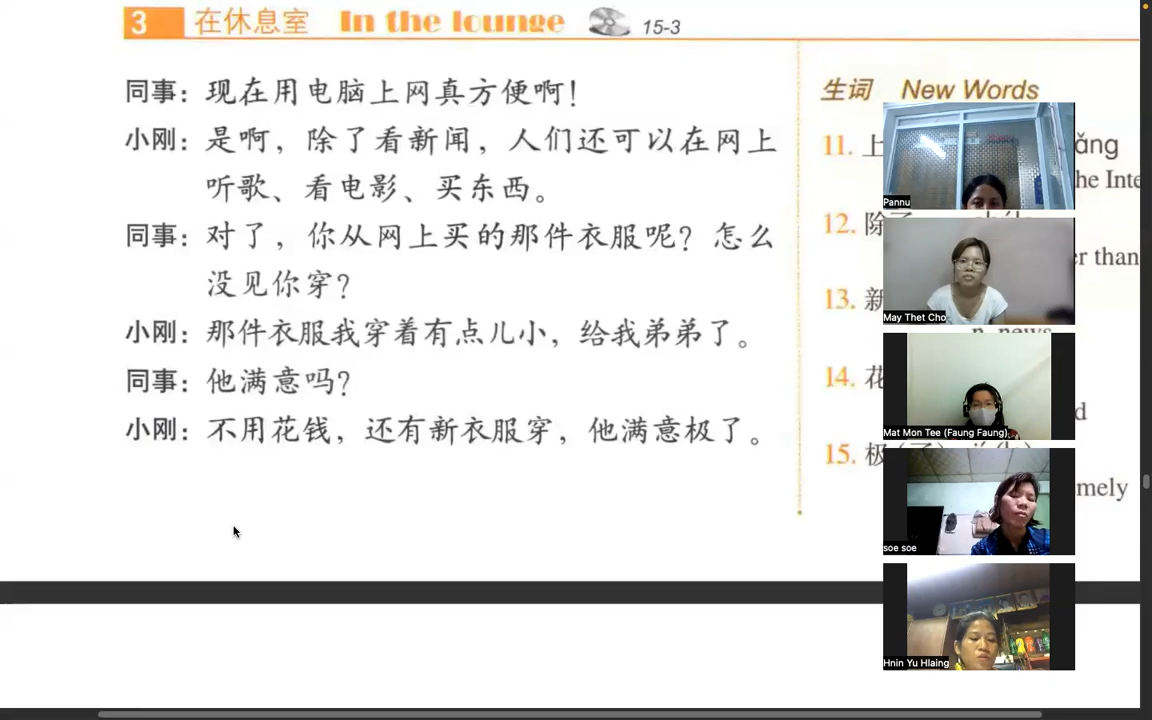 3 在休息室 In the lounge 15-3
同事：现在用电脑上网真方便啊！
小刚：是啊，除了看新闻，人们还可以在网上
听歌、看电影、买东西。
同事：对了，你从网上买的那件衣服呢？怎么
没见你穿？
小刚：那件衣服我穿着有点儿小，给我弟弟了。
同事：他满意吗？
小刚：不用花钱，还有新衣服穿，他满意极了。
生词 New Words
11. 上
12. 除
13. 新
n. news
14. 花
15. 极
Pannu
May Thet Cho
Mat Mon Tee (Faung Faung)
soe soe
Hnin Yu Hlaing